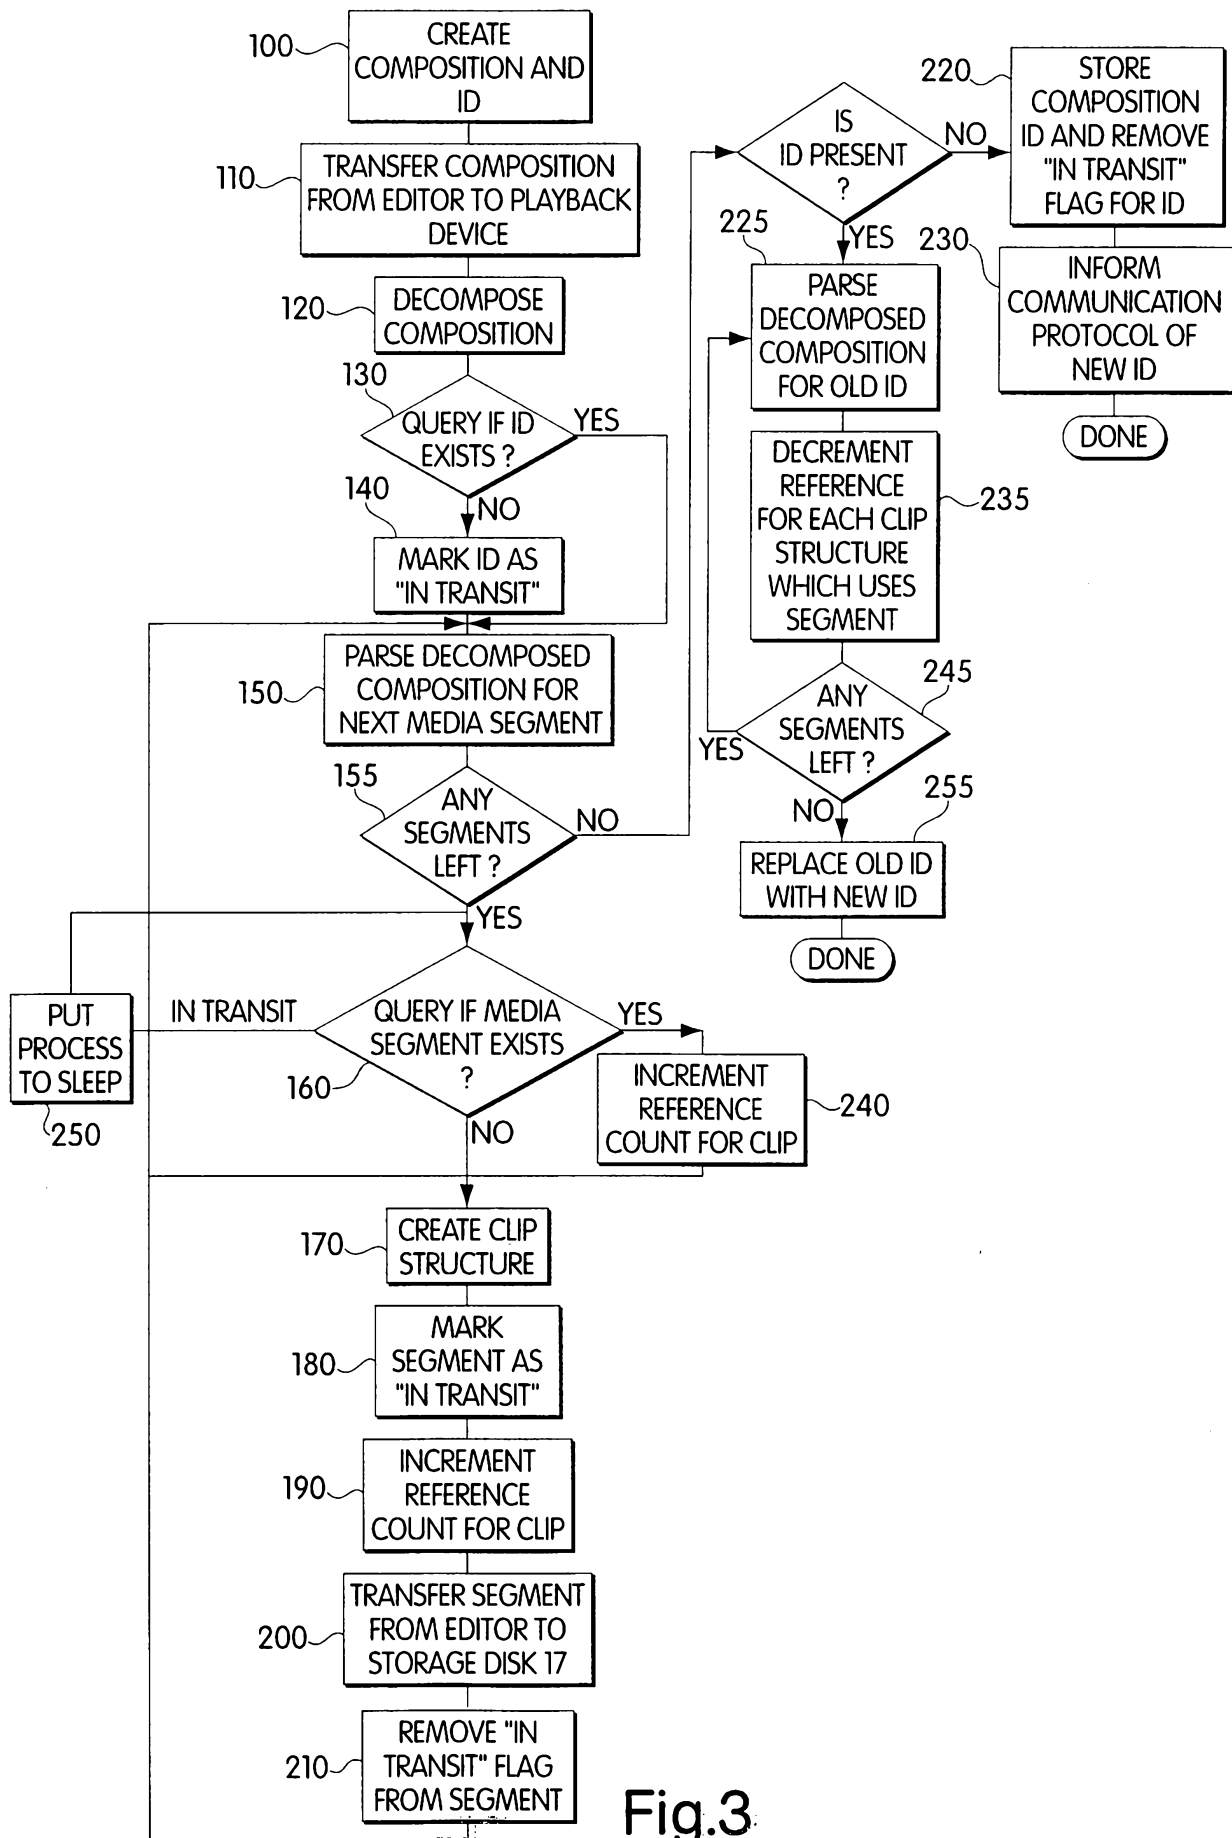 100
CREATE
COMPOSITION AND
ID
110
TRANSFER COMPOSITION
FROM EDITOR TO PLAYBACK
DEVICE
120
DECOMPOSE
COMPOSITION
130
QUERY IF ID
EXISTS ?
YES
NO
140
MARK ID AS
"IN TRANSIT"
150
PARSE DECOMPOSED
COMPOSITION FOR
NEXT MEDIA SEGMENT
155
ANY
SEGMENTS
LEFT ?
NO
YES
QUERY IF MEDIA
SEGMENT EXISTS
?
160
IN TRANSIT
PUT
PROCESS
TO SLEEP
250
YES
INCREMENT
REFERENCE
COUNT FOR CLIP
240
NO
170
CREATE CLIP
STRUCTURE
180
MARK
SEGMENT AS
"IN TRANSIT"
190
INCREMENT
REFERENCE
COUNT FOR CLIP
200
TRANSFER SEGMENT
FROM EDITOR TO
STORAGE DISK 17
210
REMOVE "IN
TRANSIT" FLAG
FROM SEGMENT
IS
ID PRESENT
?
NO
YES
220
STORE
COMPOSITION
ID AND REMOVE
"IN TRANSIT"
FLAG FOR ID
230
INFORM
COMMUNICATION
PROTOCOL OF
NEW ID
DONE
225
PARSE
DECOMPOSED
COMPOSITION
FOR OLD ID
DECREMENT
REFERENCE
FOR EACH CLIP
STRUCTURE
WHICH USES
SEGMENT
235
245
ANY
SEGMENTS
LEFT ?
YES
NO
255
REPLACE OLD ID
WITH NEW ID
DONE
Fig.3